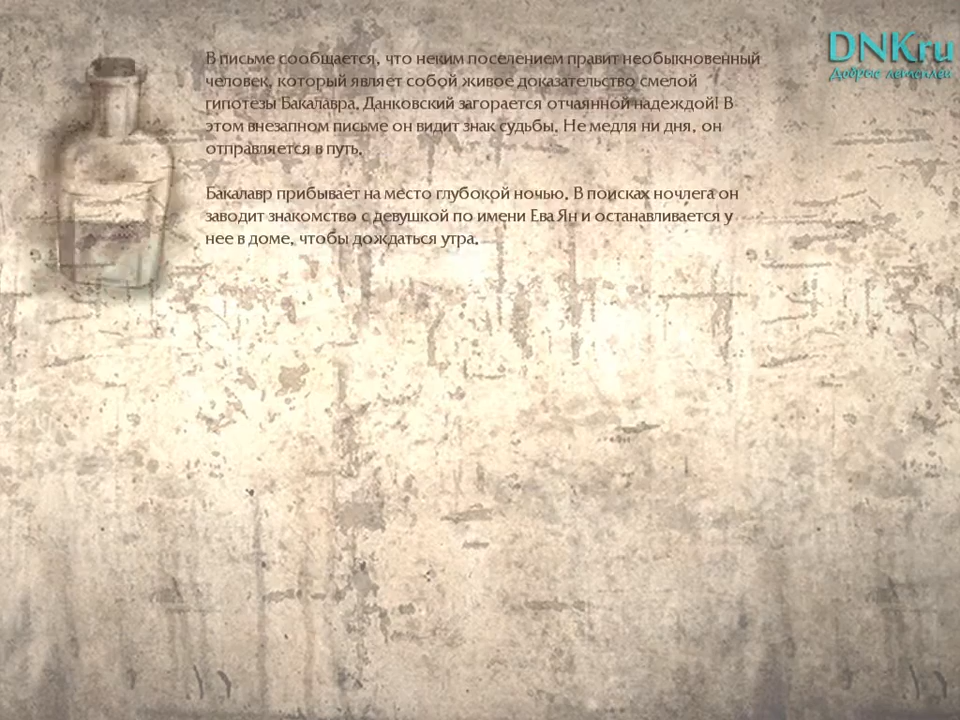 В письме сообщается, что неким поселением правит необыкновенный
человек, который являет собой живое доказательство смелой
гипотезы Бакалавра. Данковский загорается отчаянной надеждой! В
этом внезапном письме он видит знак судьбы. Не медля ни дня, он
отправляется в путь.
Бакалавр прибывает на место глубокой ночью. В поисках ночлега он
заводит знакомство с девушкой по имени Ева Ян и останавливается у
нее в доме, чтобы дождаться утра.
DNKru
Добрые летсплеи